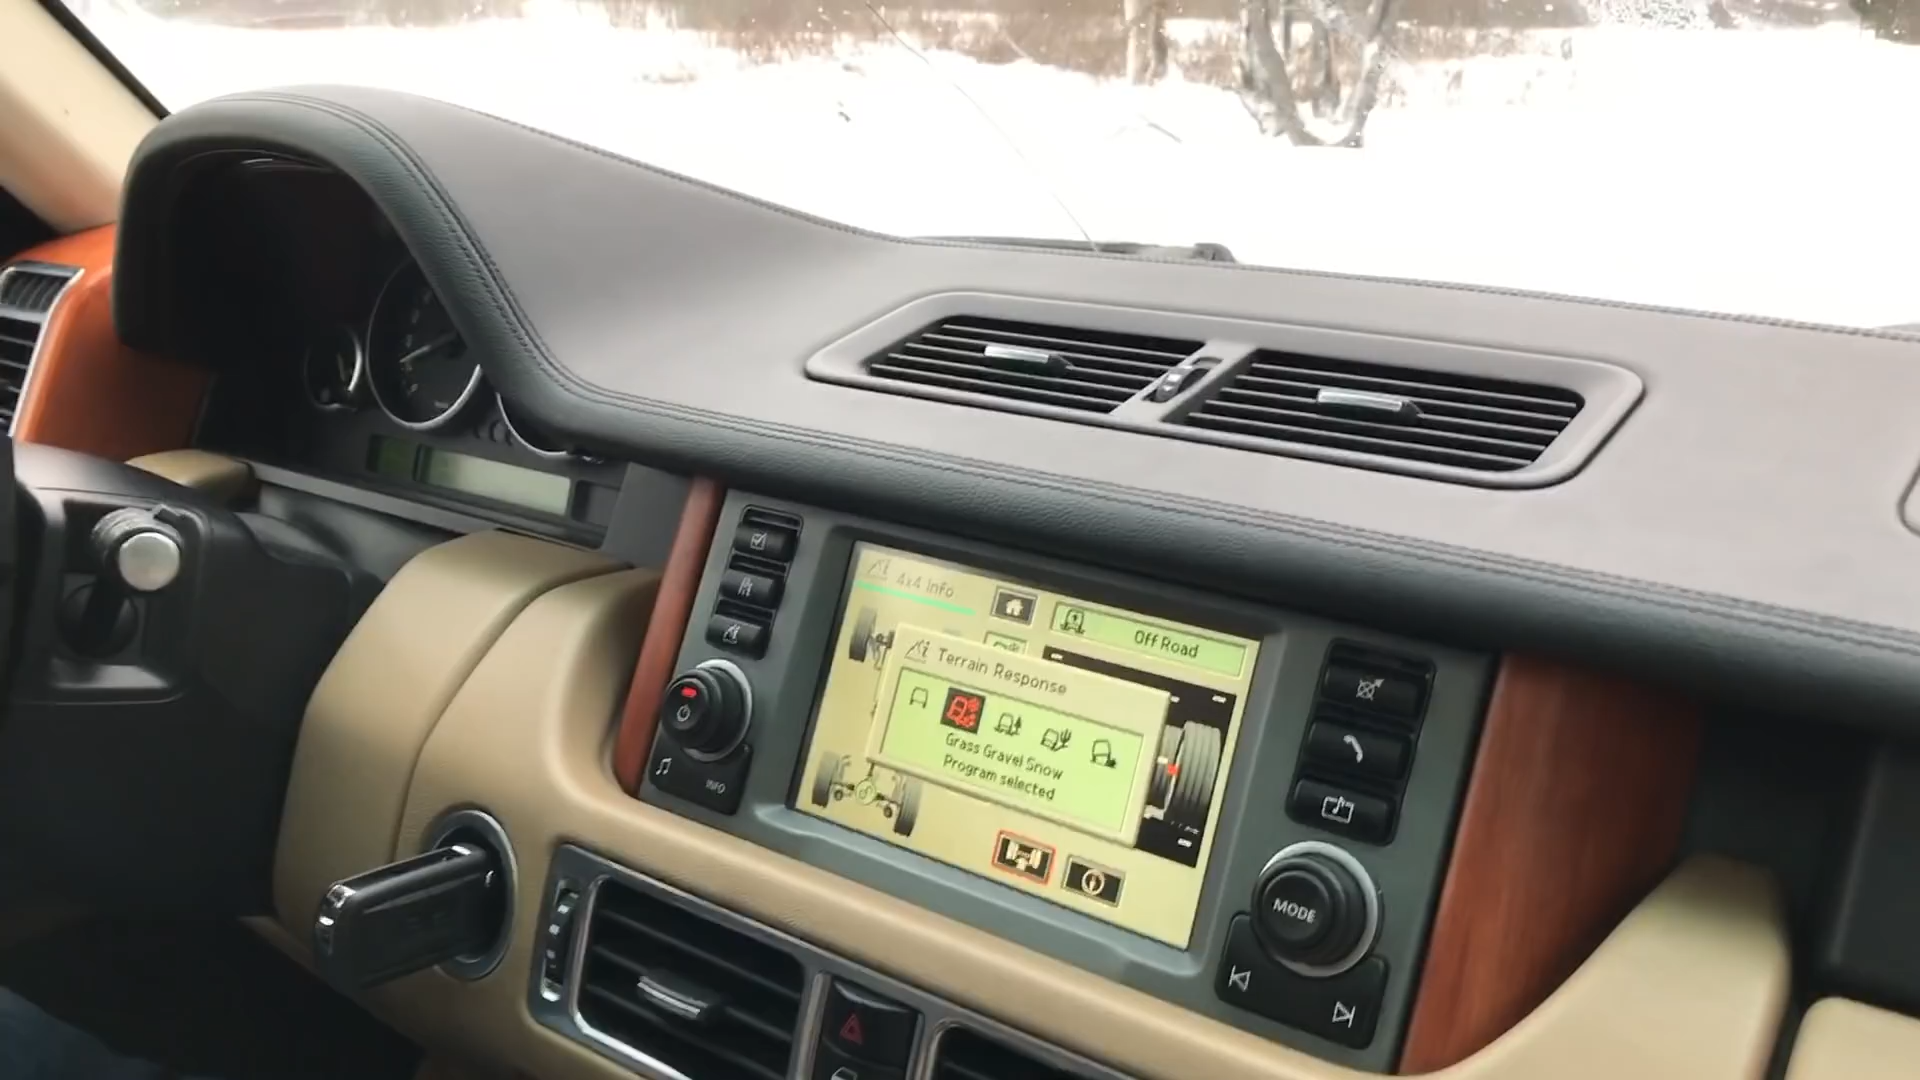 4x4 Info
Off Road
Terrain Response
Grass Gravel Snow
Program selected
INFO
MODE